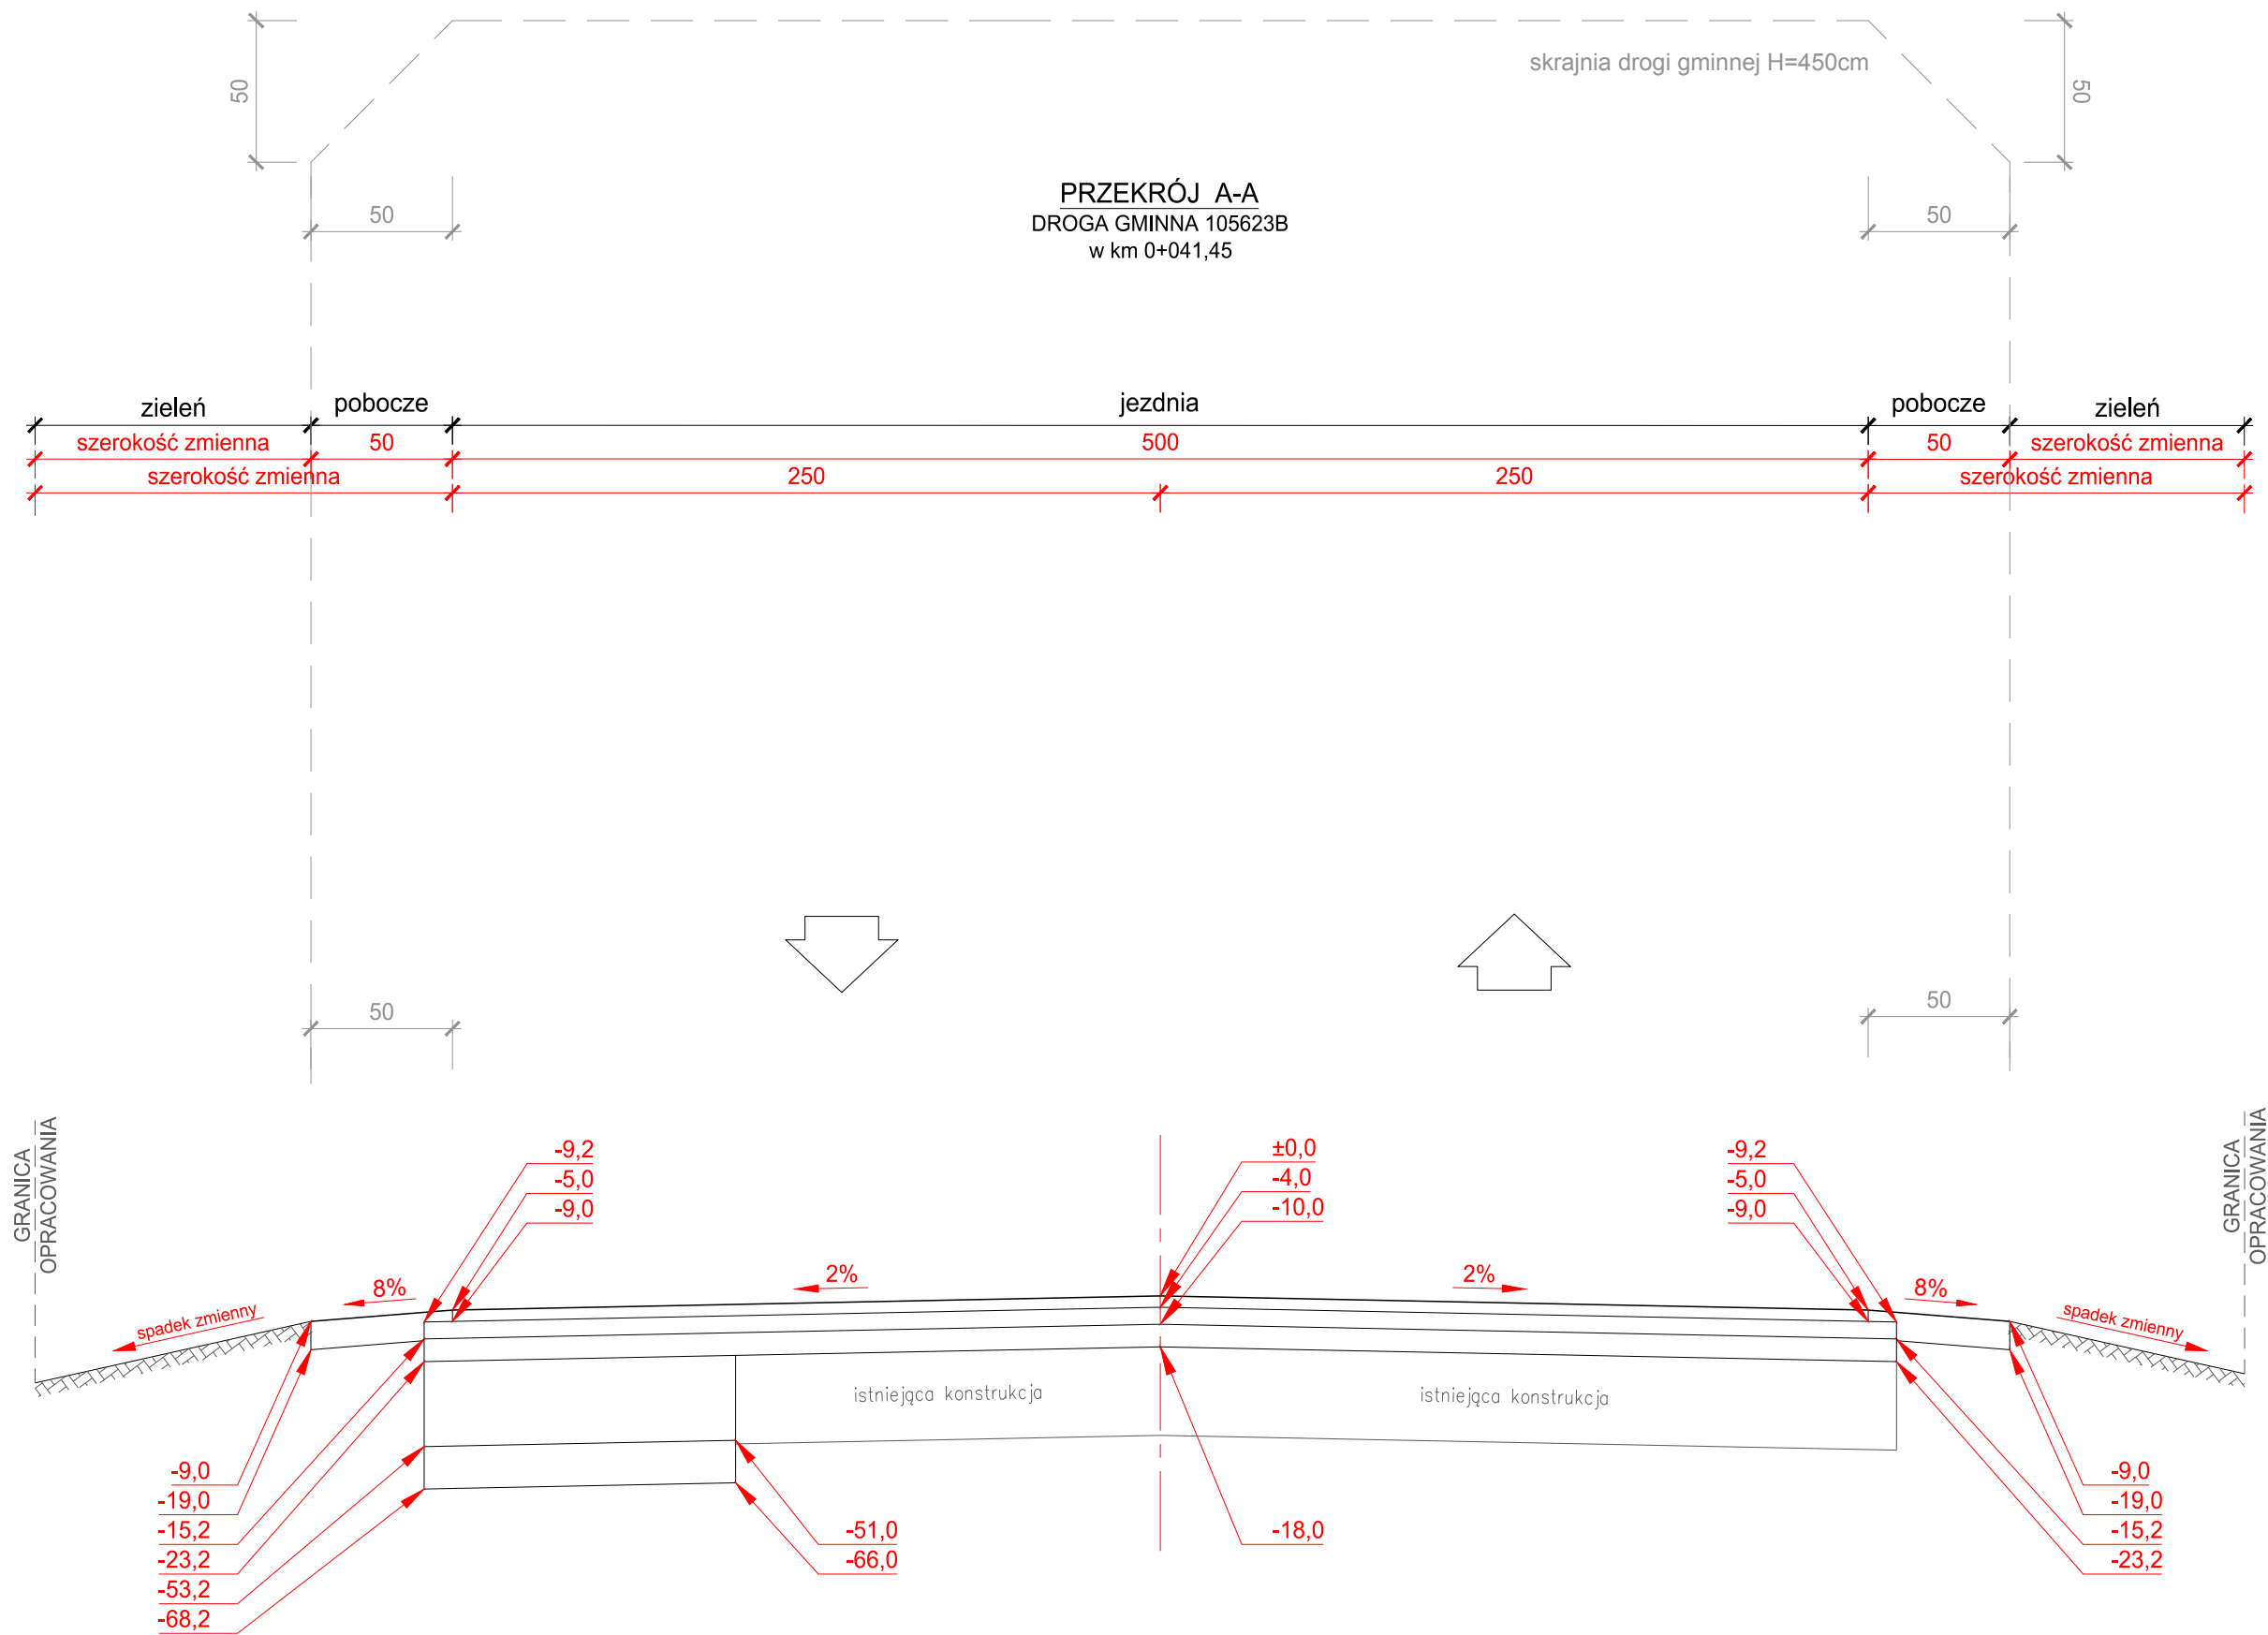 skrajnia drogi gminnej H=450cm
50
50
PRZEKRÓJ A-A
50
50
DROGA GMINNA 105623B
w km 0+041,45
zieleń
pobocze
jezdnia
pobocze
zieleń
szerokość zmienna
50
500
50
szerokość zmienna
szerokość zmienna
250
250
szerokość zmienna
50
50
GRANICA
OPRACOWANIA
GRANICA
OPRACOWANIA
-9,2
-5,0
-9,0
±0,0
-4,0
-10,0
-9,2
-5,0
-9,0
spadek zmienny
8%
2%
2%
8%
spadek zmienny
istniejąca konstrukcja
istniejąca konstrukcja
-9,0
-19,0
-15,2
-23,2
-53,2
-68,2
-51,0
-66,0
-18,0
-9,0
-19,0
-15,2
-23,2